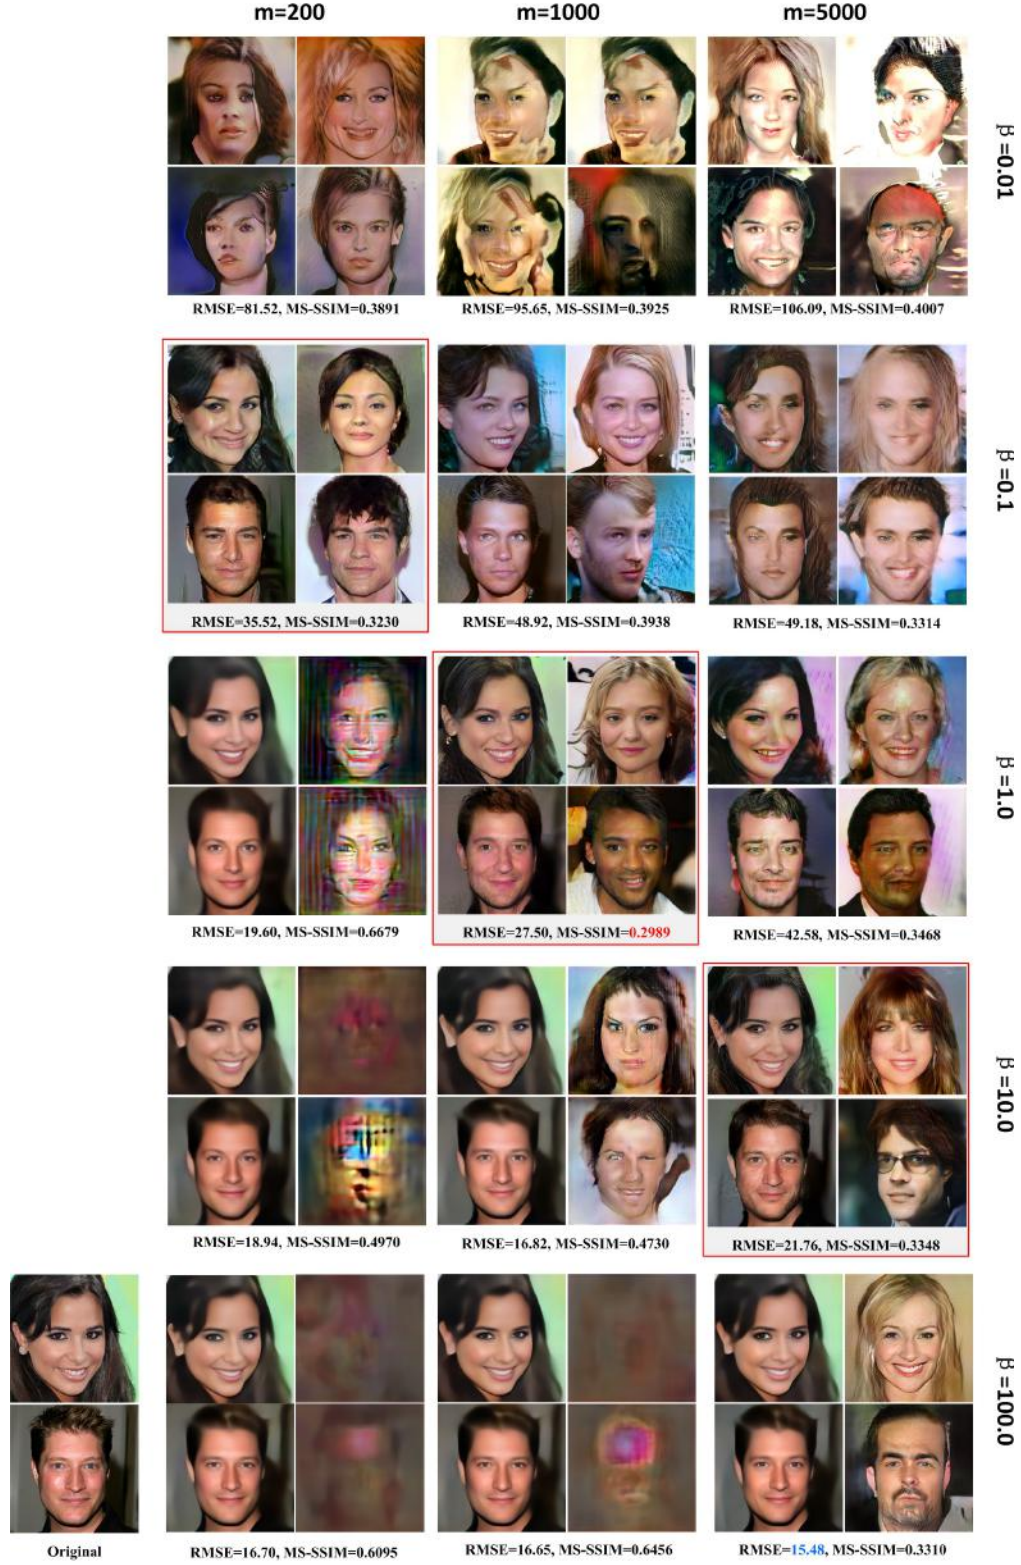 m=200 m=1000 m=5000
β=0.01
RMSE=81.52, MS-SSIM=0.3891 RMSE=95.65, MS-SSIM=0.3925 RMSE=106.09, MS-SSIM=0.4007
β=0.1
RMSE=35.52, MS-SSIM=0.3230 RMSE=48.92, MS-SSIM=0.3938 RMSE=49.18, MS-SSIM=0.3314
β=1.0
RMSE=19.60, MS-SSIM=0.6679 RMSE=27.50, MS-SSIM=0.2989 RMSE=42.58, MS-SSIM=0.3468
β=10.0
RMSE=18.94, MS-SSIM=0.4970 RMSE=16.82, MS-SSIM=0.4730 RMSE=21.76, MS-SSIM=0.3348
β=100.0
Original RMSE=16.70, MS-SSIM=0.6095 RMSE=16.65, MS-SSIM=0.6456 RMSE=15.48, MS-SSIM=0.3310